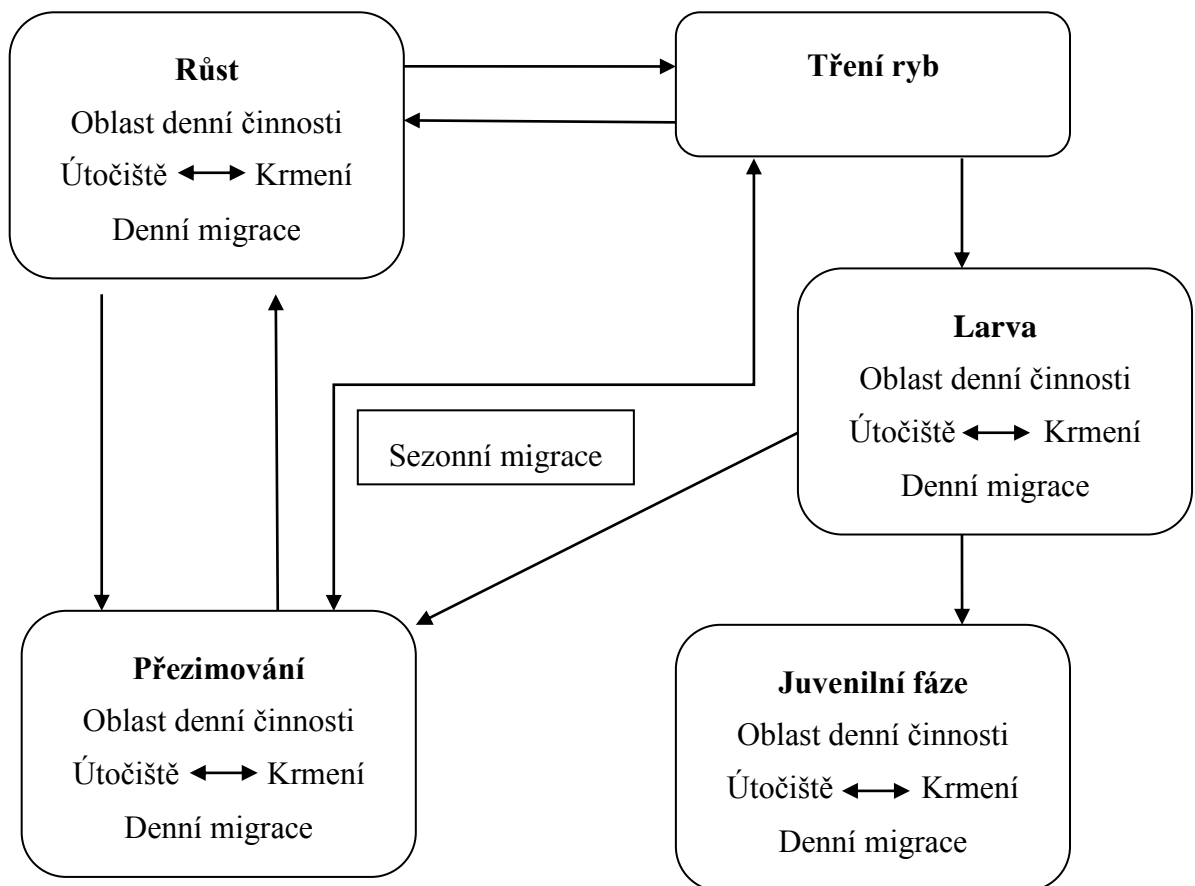 Růst
Oblast denní činnosti
Útočiště Krmení
Denní migrace
Tření ryb
Larva
Oblast denní činnosti
Útočiště Krmení
Denní migrace
Sezonní migrace
Přezimování
Oblast denní činnosti
Útočiště Krmení
Denní migrace
Juvenilní fáze
Oblast denní činnosti
Útočiště Krmení
Denní migrace